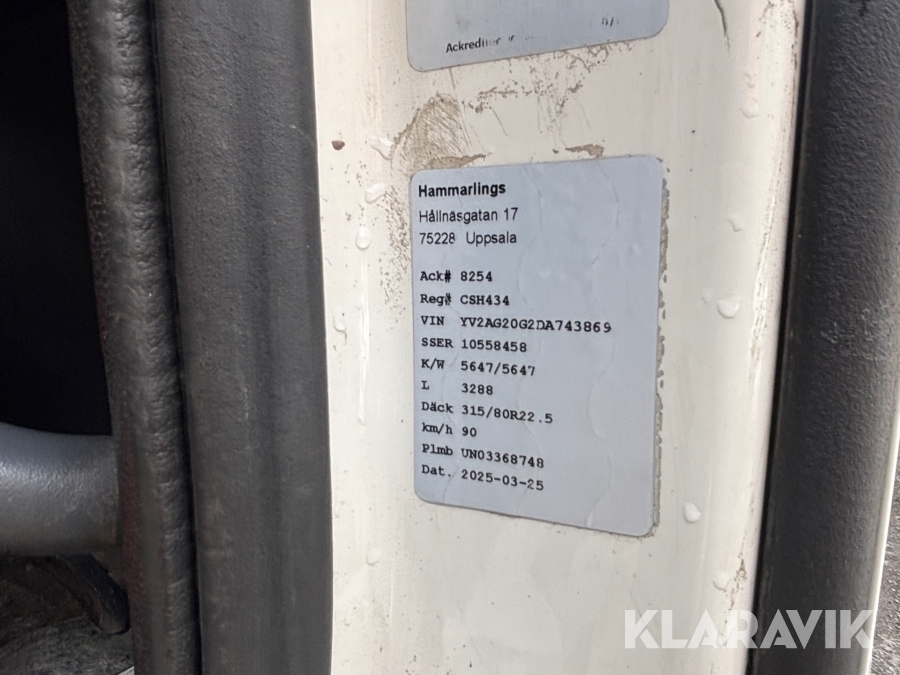 Hammarlings
Hållnäsgatan 17
75228 Uppsala
Ack# 8254
Reg# CSH434
VIN YV2AG20G2DA743869
SSER 10558458
K/W 5647/5647
L 3288
Däck 315/80R22.5
km/h 90
Plmb UN03368748
Dat. 2025-03-25
KLARAVIK